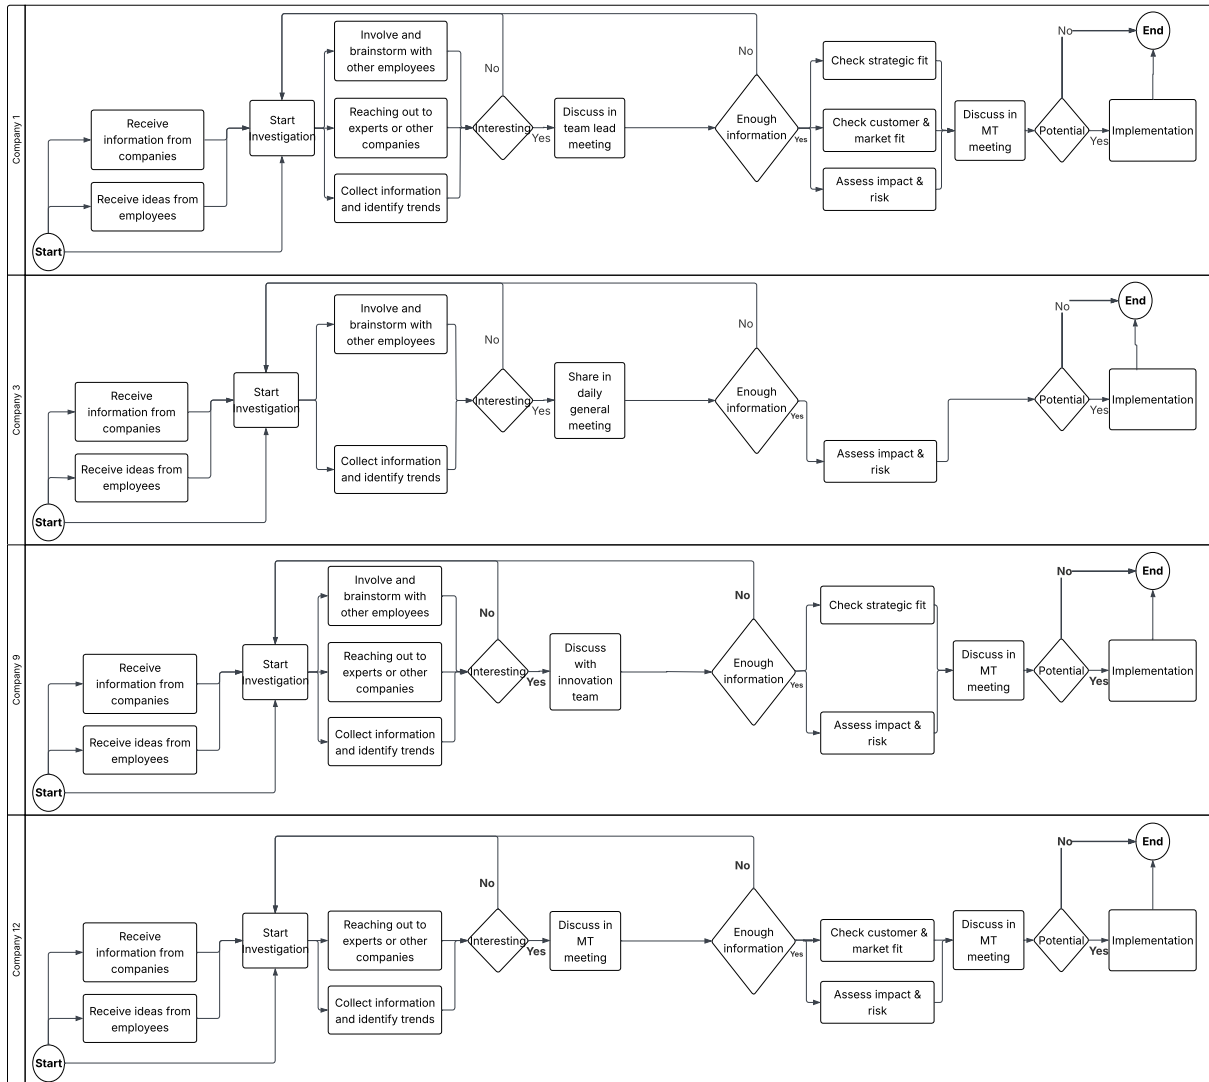 Company 1
Start
Receive
information from
companies
Receive ideas from
employees
Start
Investigation
Involve and
brainstorm with
other employees
Reaching out to
experts or other
companies
Collect information
and identify trends
Interesting
No
Yes
Discuss in
team lead
meeting
Enough
information
No
Yes
Check strategic fit
Check customer &
market fit
Assess impact &
risk
Discuss in
MT
meeting
Potential
No
Yes
Implementation
End
Company 3
Start
Receive
information from
companies
Receive ideas from
employees
Start
Investigation
Involve and
brainstorm with
other employees
Collect information
and identify trends
Interesting
No
Yes
Share in
daily
general
meeting
Enough
information
No
Yes
Assess impact &
risk
Potential
No
Yes
Implementation
End
Company 9
Start
Receive
information from
companies
Receive ideas from
employees
Start
Investigation
Involve and
brainstorm with
other employees
Reaching out to
experts or other
companies
Collect information
and identify trends
Interesting
No
Yes
Discuss
with
innovation
team
Enough
information
No
Yes
Check strategic fit
Assess impact &
risk
Discuss in
MT
meeting
Potential
No
Yes
Implementation
End
Company 12
Start
Receive
information from
companies
Receive ideas from
employees
Start
Investigation
Reaching out to
experts or other
companies
Collect information
and identify trends
Interesting
No
Yes
Discuss in
MT
meeting
Enough
information
No
Yes
Check customer &
market fit
Assess impact &
risk
Discuss in
MT
meeting
Potential
No
Yes
Implementation
End